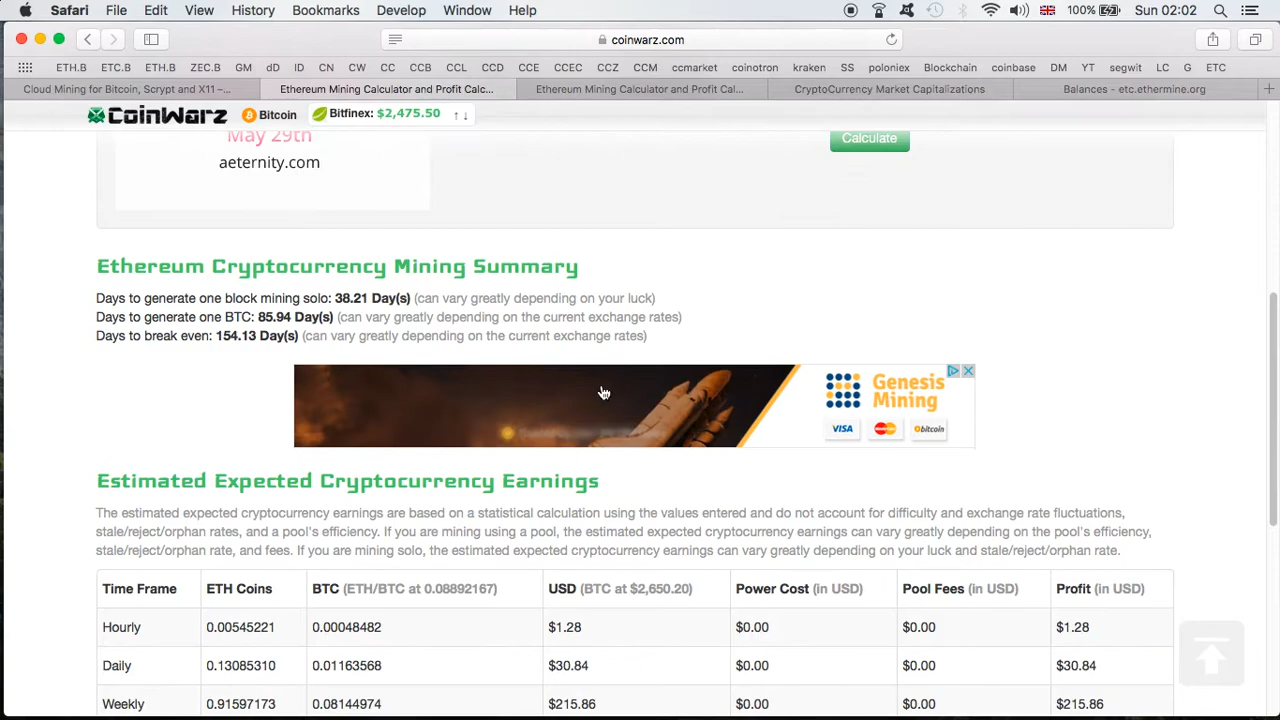 Safari File Edit View History Bookmarks Develop Window Help 100% Sun 02:02
coinwarz.com
ETH.B ETC.B ETH.B ZEC.B GM dD ID CN CW CC CCB CCL CCD CCE CCEC CCZ CCM ccmarket coinotron kraken SS poloniex Blockchain coinbase DM YT segwit LC G ETC
Cloud Mining for Bitcoin, Scrypt and X11 –... Ethereum Mining Calculator and Profit Calc... Ethereum Mining Calculator and Profit Cal... CryptoCurrency Market Capitalizations Balances - etc.ethermine.org
CoinWarz Bitcoin Bitfinex: $2,475.50 ↑ ↓
May 29th
aeternity.com
Calculate
Ethereum Cryptocurrency Mining Summary
Days to generate one block mining solo: 38.21 Day(s) (can vary greatly depending on your luck)
Days to generate one BTC: 85.94 Day(s) (can vary greatly depending on the current exchange rates)
Days to break even: 154.13 Day(s) (can vary greatly depending on the current exchange rates)
Genesis
Mining
VISA MasterCard bitcoin
Estimated Expected Cryptocurrency Earnings
The estimated expected cryptocurrency earnings are based on a statistical calculation using the values entered and do not account for difficulty and exchange rate fluctuations,
stale/reject/orphan rates, and a pool's efficiency. If you are mining using a pool, the estimated expected cryptocurrency earnings can vary greatly depending on the pool's efficiency,
stale/reject/orphan rate, and fees. If you are mining solo, the estimated expected cryptocurrency earnings can vary greatly depending on your luck and stale/reject/orphan rate.
Time Frame ETH Coins BTC (ETH/BTC at 0.08892167) USD (BTC at $2,650.20) Power Cost (in USD) Pool Fees (in USD) Profit (in USD)
Hourly 0.00545221 0.00048482 $1.28 $0.00 $0.00 $1.28
Daily 0.13085310 0.01163568 $30.84 $0.00 $0.00 $30.84
Weekly 0.91597173 0.08144974 $215.86 $0.00 $0.00 $215.86